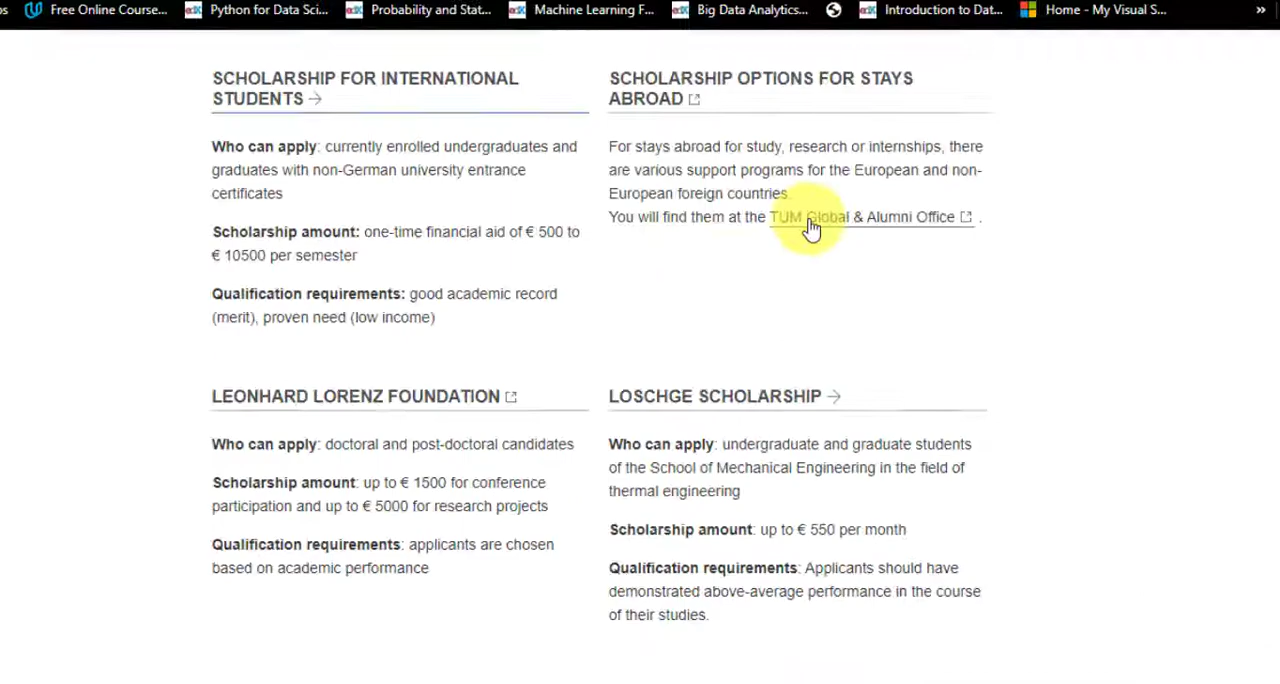 Free Online Course...
Python for Data Sci...
Probability and Stat...
Machine Learning F...
Big Data Analytics...
Introduction to Dat...
Home - My Visual S...
»
SCHOLARSHIP FOR INTERNATIONAL
STUDENTS →
Who can apply: currently enrolled undergraduates and
graduates with non-German university entrance
certificates
Scholarship amount: one-time financial aid of € 500 to
€ 10500 per semester
Qualification requirements: good academic record
(merit), proven need (low income)
SCHOLARSHIP OPTIONS FOR STAYS
ABROAD
For stays abroad for study, research or internships, there
are various support programs for the European and non-
European foreign countries.
You will find them at the TUM Global & Alumni Office .
LEONHARD LORENZ FOUNDATION
Who can apply: doctoral and post-doctoral candidates
Scholarship amount: up to € 1500 for conference
participation and up to € 5000 for research projects
Qualification requirements: applicants are chosen
based on academic performance
LOSCHGE SCHOLARSHIP →
Who can apply: undergraduate and graduate students
of the School of Mechanical Engineering in the field of
thermal engineering
Scholarship amount: up to € 550 per month
Qualification requirements: Applicants should have
demonstrated above-average performance in the course
of their studies.